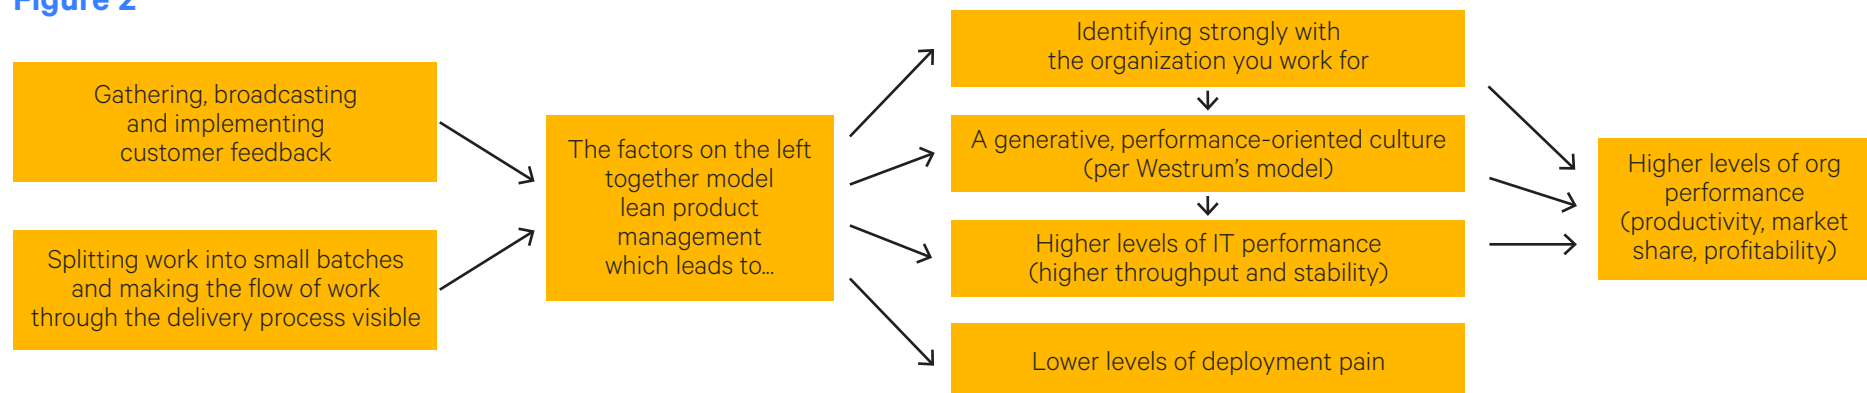 Figure 2
Gathering, broadcasting
and implementing
customer feedback
Splitting work into small batches
and making the flow of work
through the delivery process visible
The factors on the left
together model
lean product
management
which leads to...
Identifying strongly with
the organization you work for
A generative, performance-oriented culture
(per Westrum's model)
Higher levels of IT performance
(higher throughput and stability)
Lower levels of deployment pain
Higher levels of org
performance
(productivity, market
share, profitability)